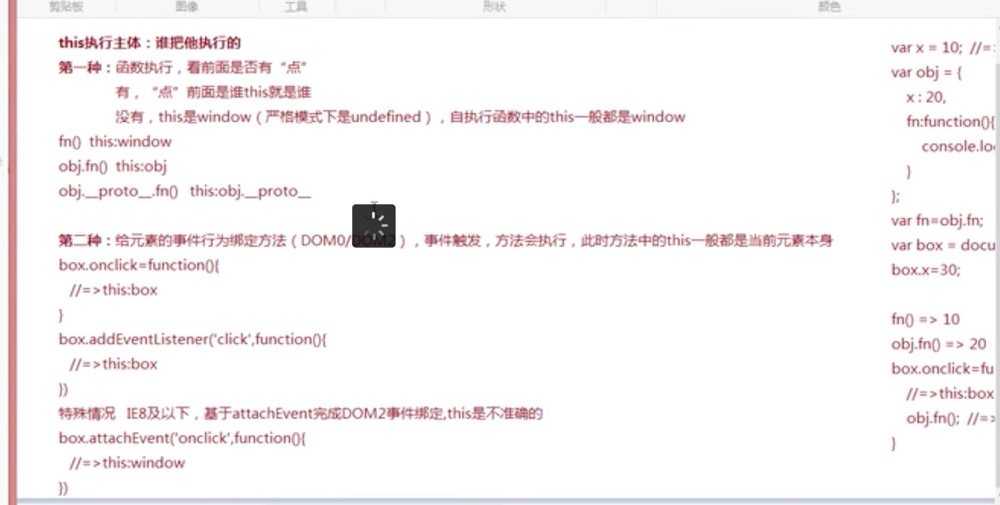 剪贴板
图像
工具
形状
颜色
this执行主体：谁把他执行的
第一种：函数执行，看前面是否有“点”
有，“点”前面是谁this就是谁
没有，this是window（严格模式下是undefined），自执行函数中的this一般都是window
fn()  this:window
obj.fn()  this:obj
obj.__proto__.fn()   this:obj.__proto__
第二种：给元素的事件行为绑定方法（DOM0/DOM2），事件触发，方法会执行，此时方法中的this一般都是当前元素本身
box.onclick=function(){
//=>this:box
}
box.addEventListener('click',function(){
//=>this:box
})
特殊情况   IE8及以下，基于attachEvent完成DOM2事件绑定,this是不准确的
box.attachEvent('onclick',function(){
//=>this:window
})
var x = 10;  //=>
var obj = {
x : 20,
fn:function(){
console.lo
}
};
var fn=obj.fn;
var box = docu
box.x=30;
fn() => 10
obj.fn() => 20
box.onclick=fu
//=>this:box
obj.fn();  //=>
}